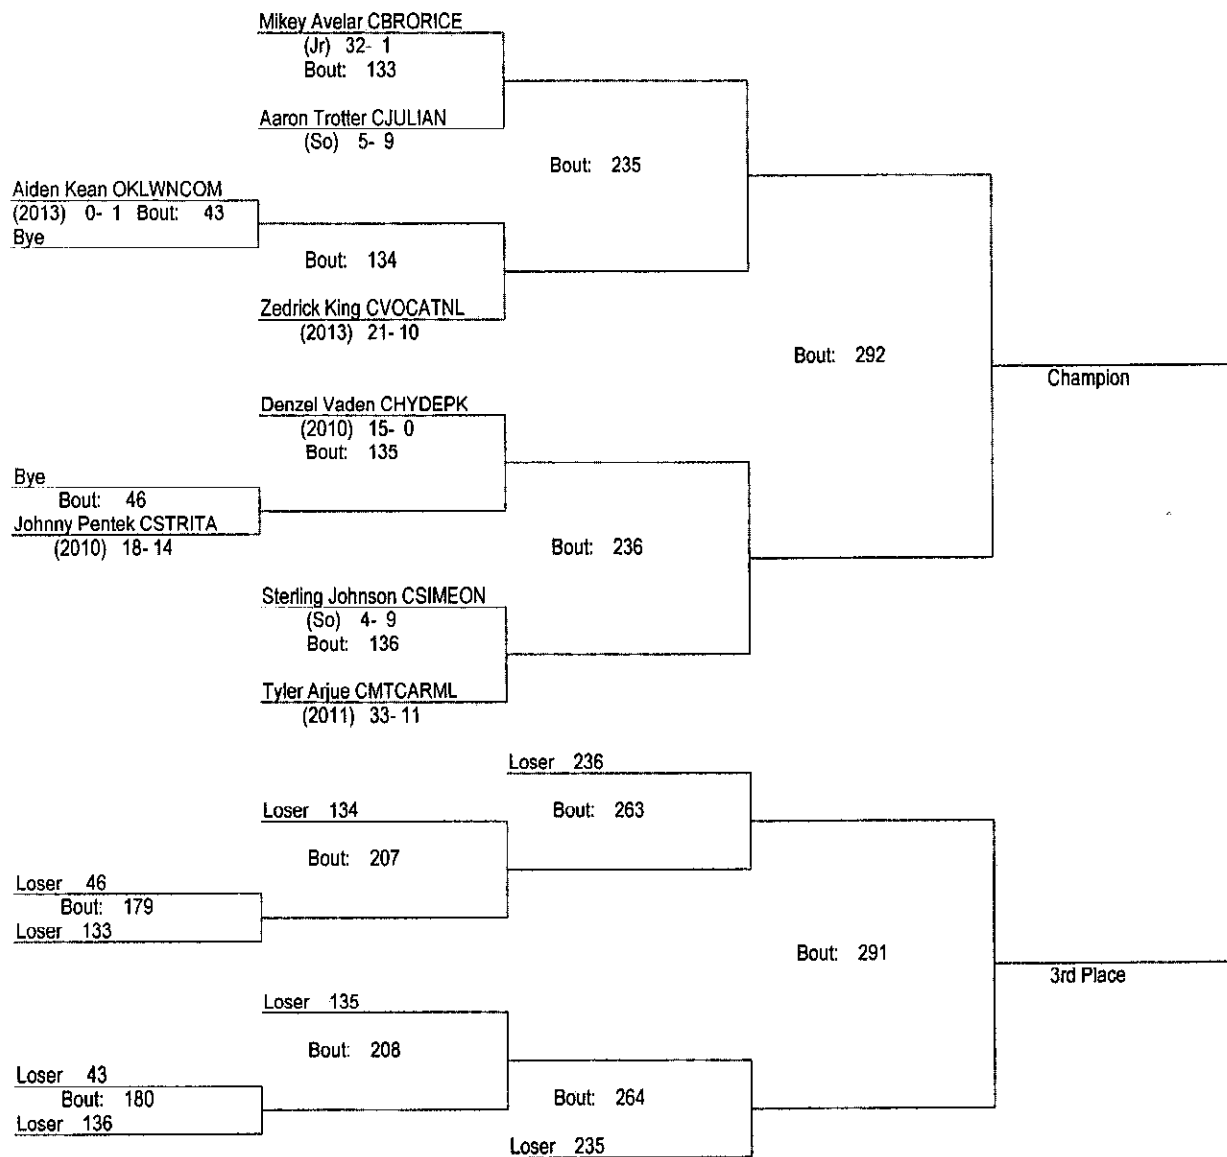 Mikey Avelar CBRORICE
(Jr) 32- 1
Bout: 133
Aaron Trotter CJULIAN
(So) 5- 9
Bout: 235
Aiden Kean OKLWNCOM
(2013) 0- 1 Bout: 43
Bye
Bout: 134
Zedrick King CVOCATNL
(2013) 21- 10
Bout: 292
Champion
Denzel Vaden CHYDEPK
(2010) 15- 0
Bout: 135
Bye
Bout: 46
Johnny Pentek CSTRITA
(2010) 18- 14
Bout: 236
Sterling Johnson CSIMEON
(So) 4- 9
Bout: 136
Tyler Arjue CMTCARML
(2011) 33- 11
Loser 236
Loser 134
Bout: 263
Bout: 207
Loser 46
Bout: 179
Loser 133
Bout: 291
3rd Place
Loser 135
Bout: 208
Loser 43
Bout: 180
Loser 136
Bout: 264
Loser 235